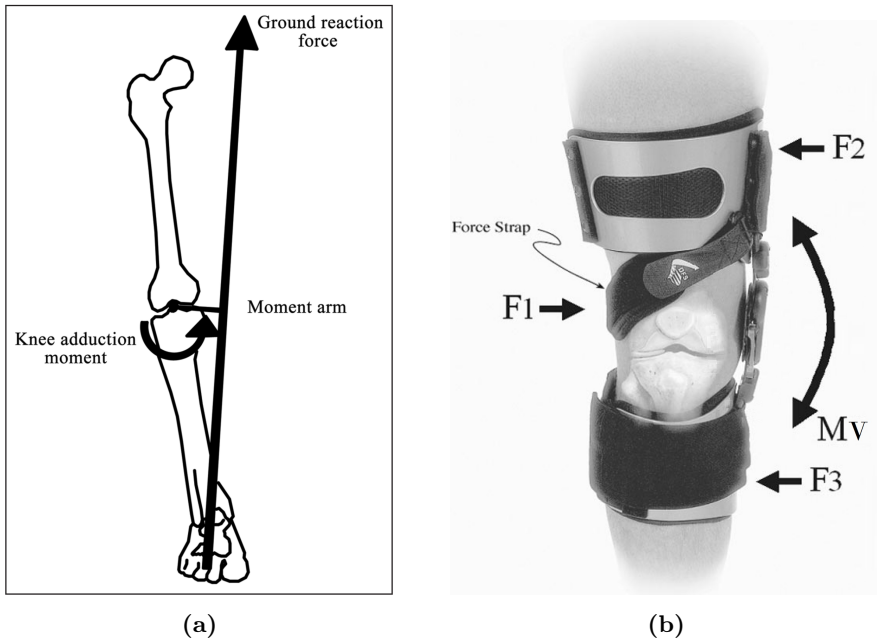 Ground reaction
force
Moment arm
Knee adduction
moment
(a)
F2
Force Strap
F1
Mv
F3
(b)